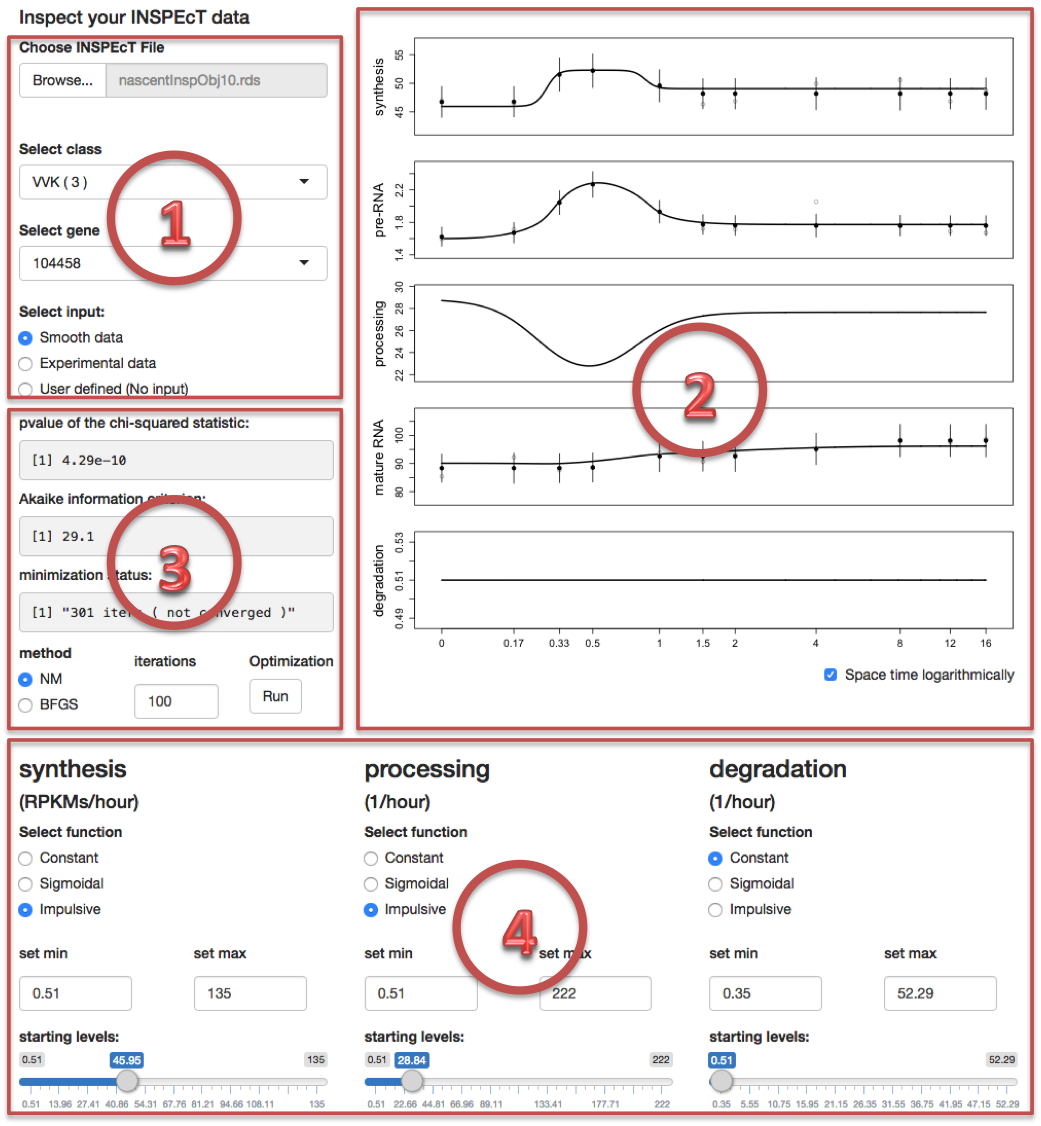 Inspect your INSPEcT data
Choose INSPEcT File
Browse... nascentInspObj10.rds
Select class
VVK ( 3 )
1
Select gene
104458
Select input:
Smooth data
Experimental data
User defined (No input)
pvalue of the chi-squared statistic:
[1] 4.29e-10
Akaike information criterion:
[1] 29.1
3
minimization status:
[1] "301 iters ( not converged )"
method iterations Optimization
NM
100 Run
BFGS
synthesis
55
50
45
pre-RNA
2.2
1.8
1.4
processing
30
28
26
24
22
2
mature RNA
100
90
80
degradation
0.53
0.51
0.49
0 0.17 0.33 0.5 1 1.5 2 4 8 12 16
Space time logarithmically
synthesis
(RPKMs/hour)
Select function
Constant
Sigmoidal
Impulsive
set min set max
0.51 135
starting levels:
0.51 45.95 135
0.51 13.96 27.41 40.86 54.31 67.76 81.21 94.66 108.11 135
processing
(1/hour)
Select function
Constant
Sigmoidal
Impulsive
4
set min set max
0.51 222
starting levels:
0.51 28.84 222
0.51 22.66 44.81 66.96 89.11 133.41 177.71 222
degradation
(1/hour)
Select function
Constant
Sigmoidal
Impulsive
set min set max
0.35 52.29
starting levels:
0.51 52.29
0.35 5.55 10.75 15.95 21.15 26.35 31.55 36.75 41.95 47.15 52.29